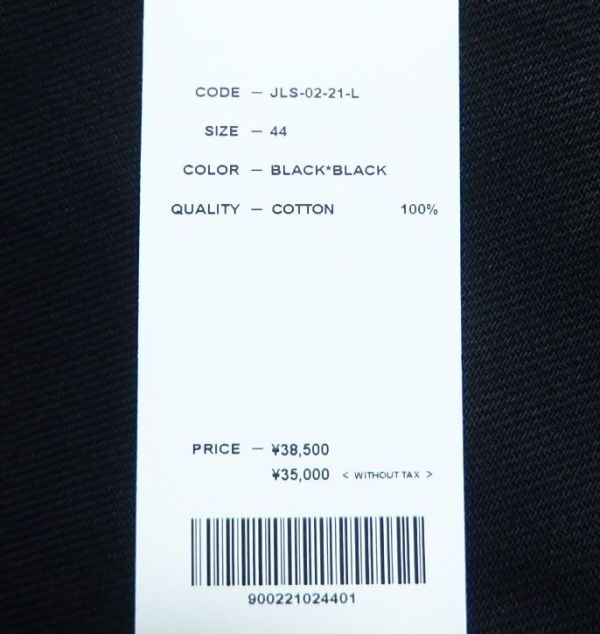 CODE — JLS-02-21-L
SIZE — 44
COLOR — BLACK*BLACK
QUALITY — COTTON 100%
PRICE — ¥38,500
¥35,000 < WITHOUT TAX >
900221024401